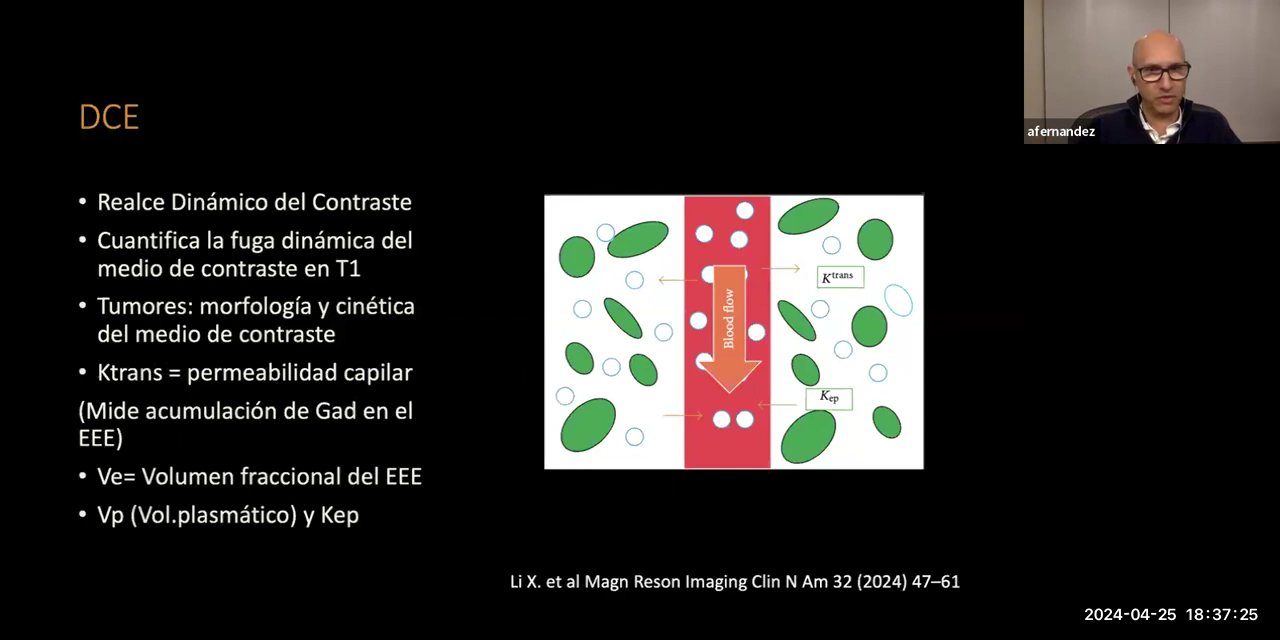 DCE
• Realce Dinámico del Contraste
• Cuantifica la fuga dinámica del
medio de contraste en T1
• Tumores: morfología y cinética
del medio de contraste
• Ktrans = permeabilidad capilar
(Mide acumulación de Gad en el
EEE)
• Ve= Volumen fraccional del EEE
• Vp (Vol.plasmático) y Kep
Blood flow
Ktrans
Kep
Li X. et al Magn Reson Imaging Clin N Am 32 (2024) 47–61
afernandez
2024-04-25 18:37:25